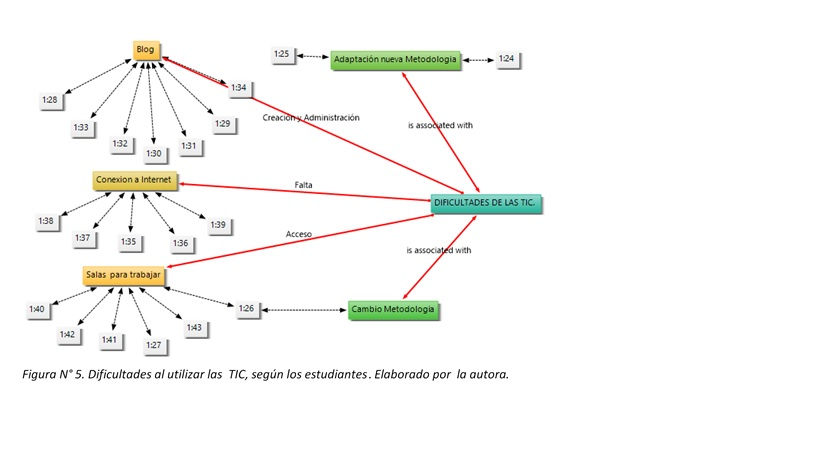 Blog
1:25
Adaptación nueva Metodologia
1:24
1:34
1:28
Creación y Administración
1:33
1:29
is associated with
1:32
1:31
1:30
Conexion a Internet
Falta
DIFICULTADES DE LAS TIC.
1:38
1:39
1:37
1:35
1:36
Acceso
is associated with
Salas para trabajar
1:40
1:26
Cambio Metodologia
1:42
1:43
1:41
1:27
Figura N° 5. Dificultades al utilizar las TIC, según los estudiantes. Elaborado por la autora.